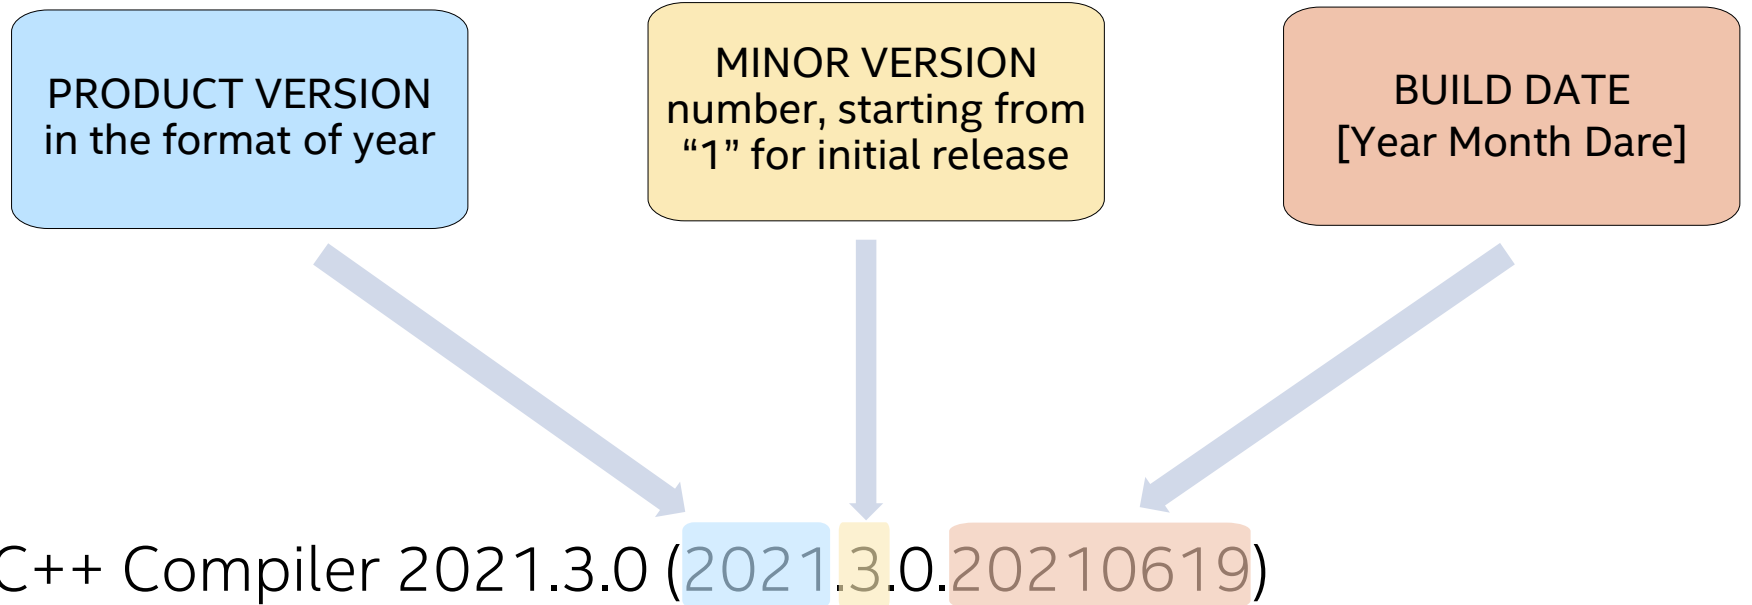 PRODUCT VERSION
in the format of year
MINOR VERSION
number, starting from
“1” for initial release
BUILD DATE
[Year Month Dare]
C++ Compiler 2021.3.0 (2021.3.0.20210619)